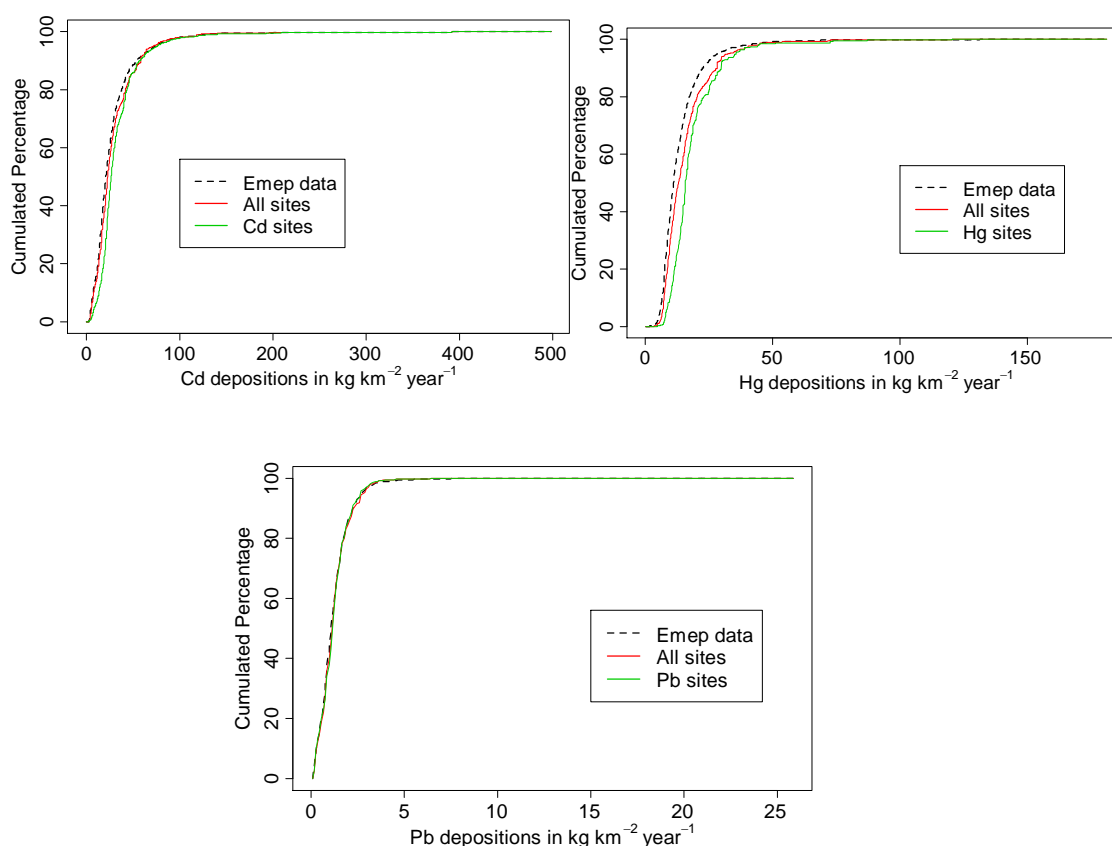 Cumulated Percentage
100
80
60
40
20
0
Emep data
All sites
Cd sites
0 100 200 300 400 500
Cd depositions in kg km⁻² year⁻¹
Cumulated Percentage
100
80
60
40
20
0
Emep data
All sites
Hg sites
0 50 100 150
Hg depositions in kg km⁻² year⁻¹
Cumulated Percentage
100
80
60
40
20
0
Emep data
All sites
Pb sites
0 5 10 15 20 25
Pb depositions in kg km⁻² year⁻¹